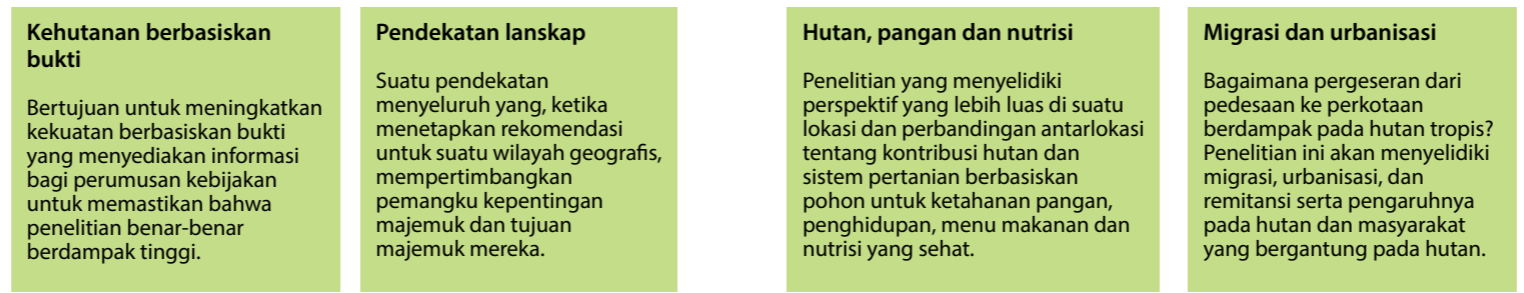 Kehutanan berbasiskan
bukti
Bertujuan untuk meningkatkan
kekuatan berbasiskan bukti
yang menyediakan informasi
bagi perumusan kebijakan
untuk memastikan bahwa
penelitian benar-benar
berdampak tinggi.
Pendekatan lanskap
Suatu pendekatan
menyeluruh yang, ketika
menetapkan rekomendasi
untuk suatu wilayah geografis,
mempertimbangkan
pemangku kepentingan
majemuk dan tujuan
majemuk mereka.
Hutan, pangan dan nutrisi
Penelitian yang menyelidiki
perspektif yang lebih luas di suatu
lokasi dan perbandingan antarlokasi
tentang kontribusi hutan dan
sistem pertanian berbasiskan
pohon untuk ketahanan pangan,
penghidupan, menu makanan dan
nutrisi yang sehat.
Migrasi dan urbanisasi
Bagaimana pergeseran dari
pedesaan ke perkotaan
berdampak pada hutan tropis?
Penelitian ini akan menyelidiki
migrasi, urbanisasi, dan
remitansi serta pengaruhnya
pada hutan dan masyarakat
yang bergantung pada hutan.